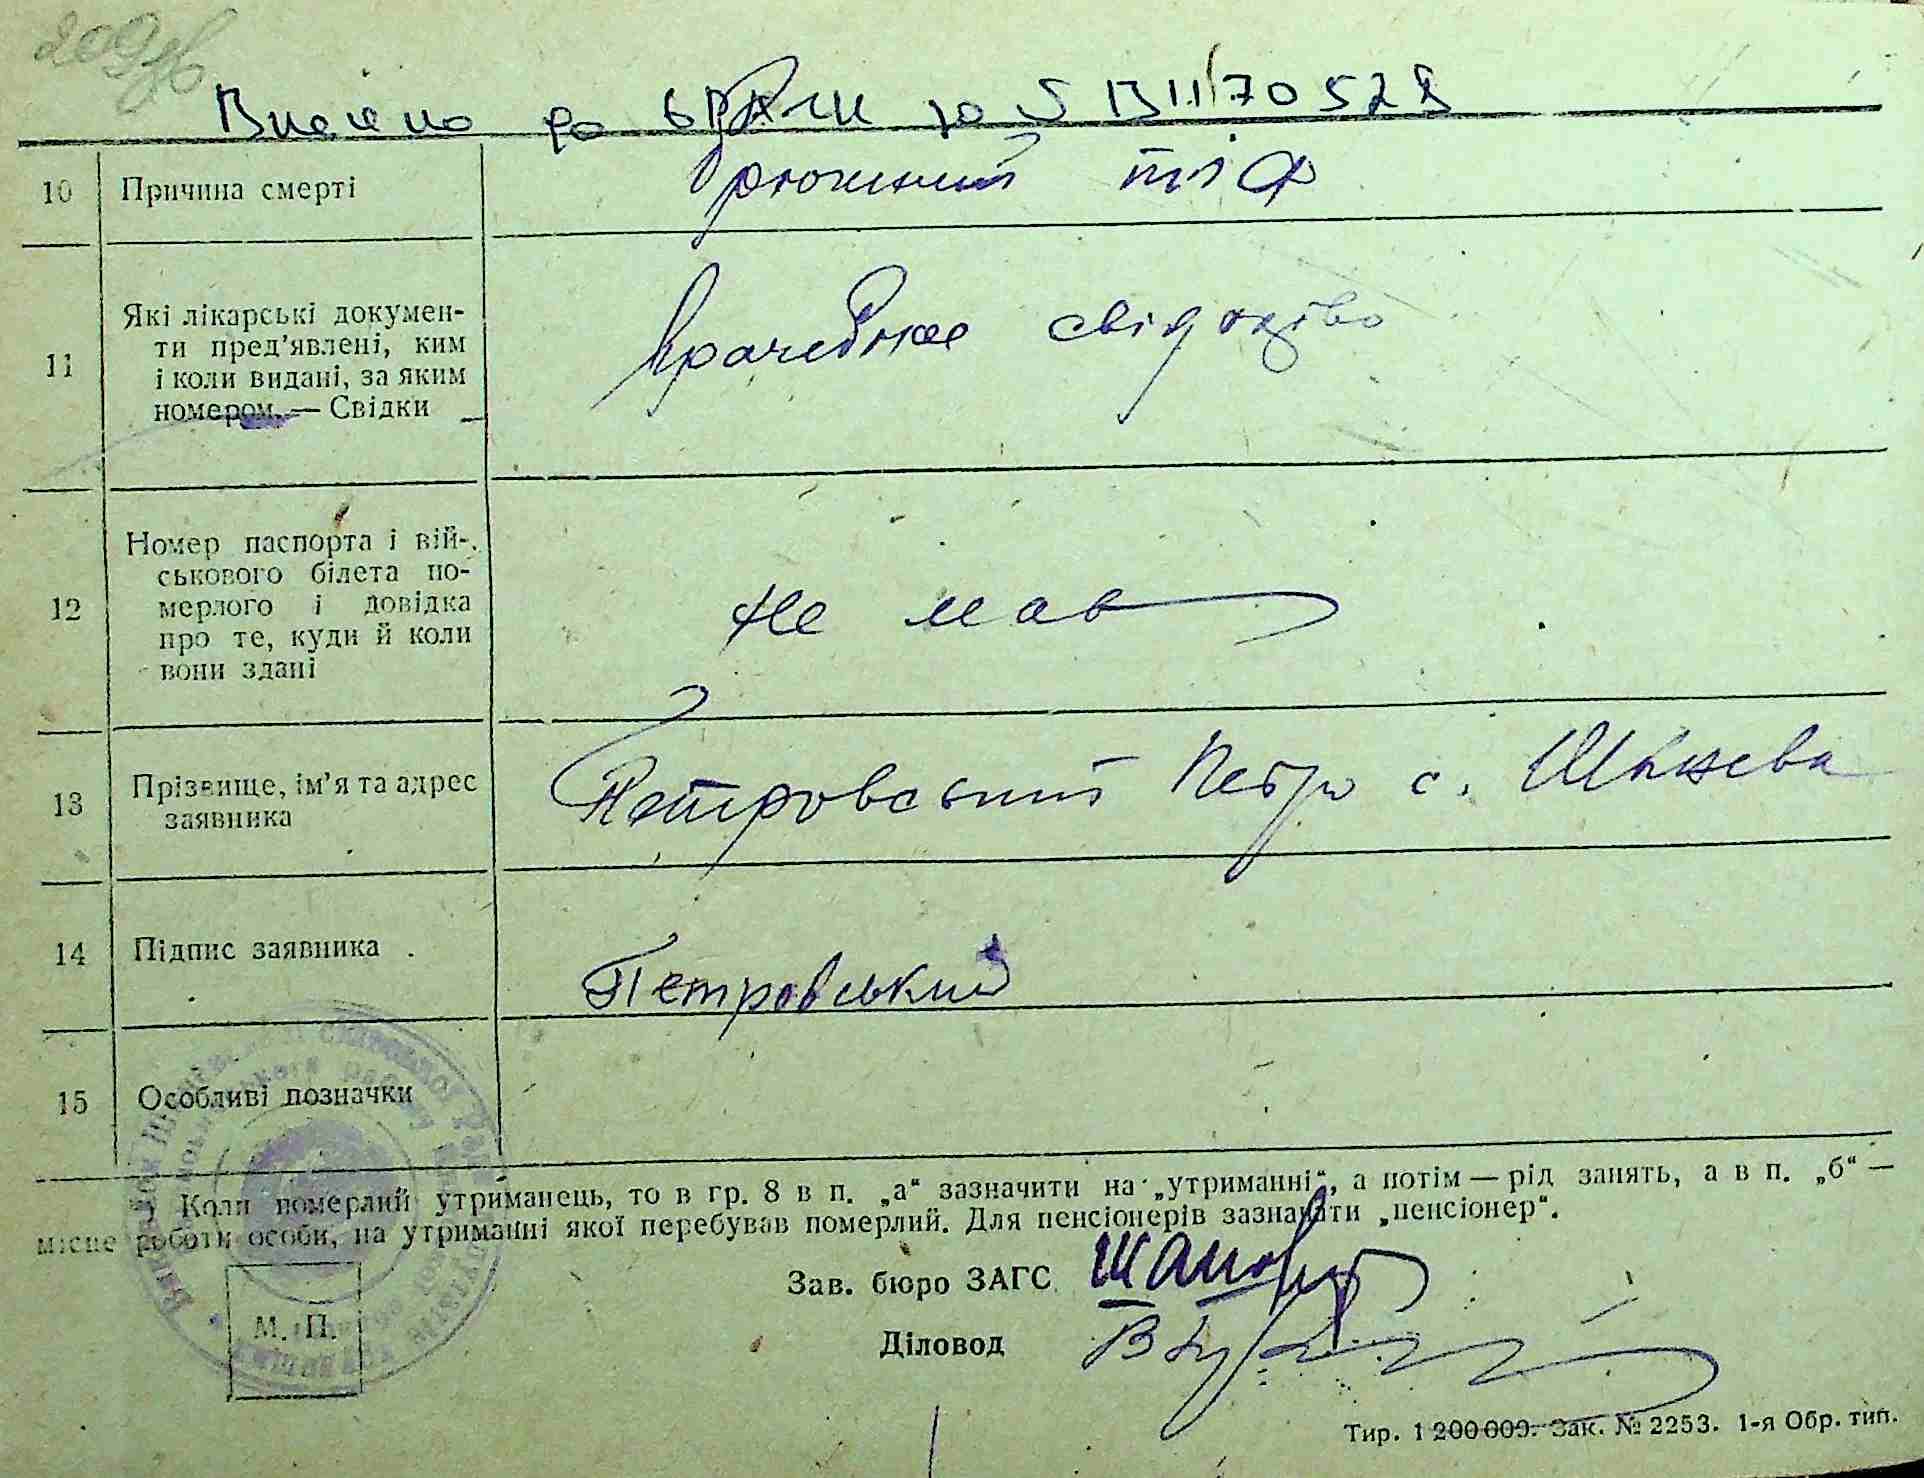 Внесено до
10 Причина смерті
брюшний тіф
11 Які лікарські докумен-
ти пред'явлені, ким
і коли видані, за яким
номером.— Свідки
Врачебное свідоцтво
12 Номер паспорта і вій-
ськового білета по-
мерлого і довідка
про те, куди й коли
вони здані
не мав
13 Прізвище, ім'я та адрес
заявника
Петровський Петро с.
14 Підпис заявника
Петровський
15 Особливі позначки
Коли померлий утриманець, то в гр. 8 в п. „а“ зазначити на „утриманні“, а потім — рід занять, а в п. „б“ —
місце роботи особи, на утриманні якої перебував померлий. Для пенсіонерів зазначати „пенсіонер“.
Зав. бюро ЗАГС
Діловод
М. П.
Тир. 1 200 000. Зак. № 2253. 1-я Обр. тип.